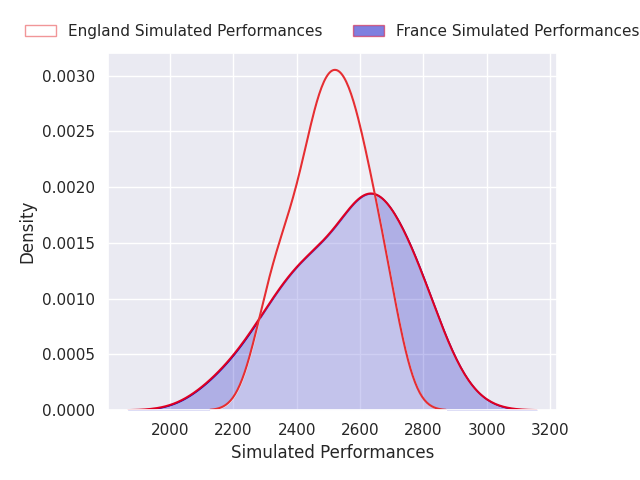 England Simulated Performances France Simulated Performances
0.0030
0.0025
0.0020
0.0015
0.0010
0.0005
0.0000
Density
2000 2200 2400 2600 2800 3000 3200
Simulated Performances